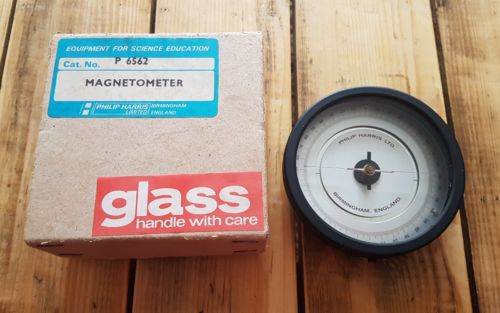 EQUIPMENT FOR SCIENCE EDUCATION
Cat. No. P 6562
MAGNETOMETER
PHILIP HARRIS LIMITED BIRMINGHAM ENGLAND
glass
handle with care
PHILIP HARRIS LTD.
BIRMINGHAM, ENGLAND.